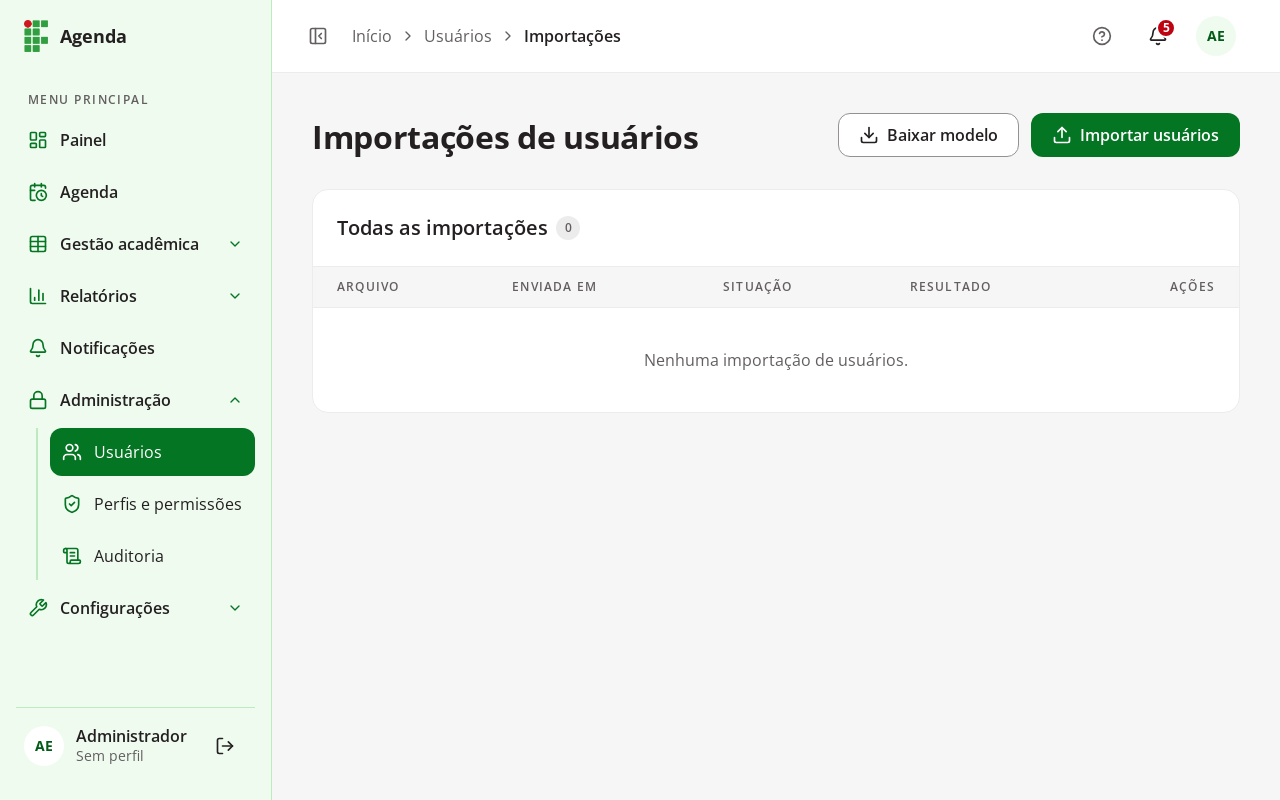 Agenda
Início
Usuários
Importações
5
AE
MENU PRINCIPAL
Painel
Agenda
Gestão acadêmica
Relatórios
Notificações
Administração
Usuários
Perfis e permissões
Auditoria
Configurações
AE
Administrador
Sem perfil
Importações de usuários
Baixar modelo
Importar usuários
Todas as importações 0
ARQUIVO ENVIADA EM SITUAÇÃO RESULTADO AÇÕES
Nenhuma importação de usuários.